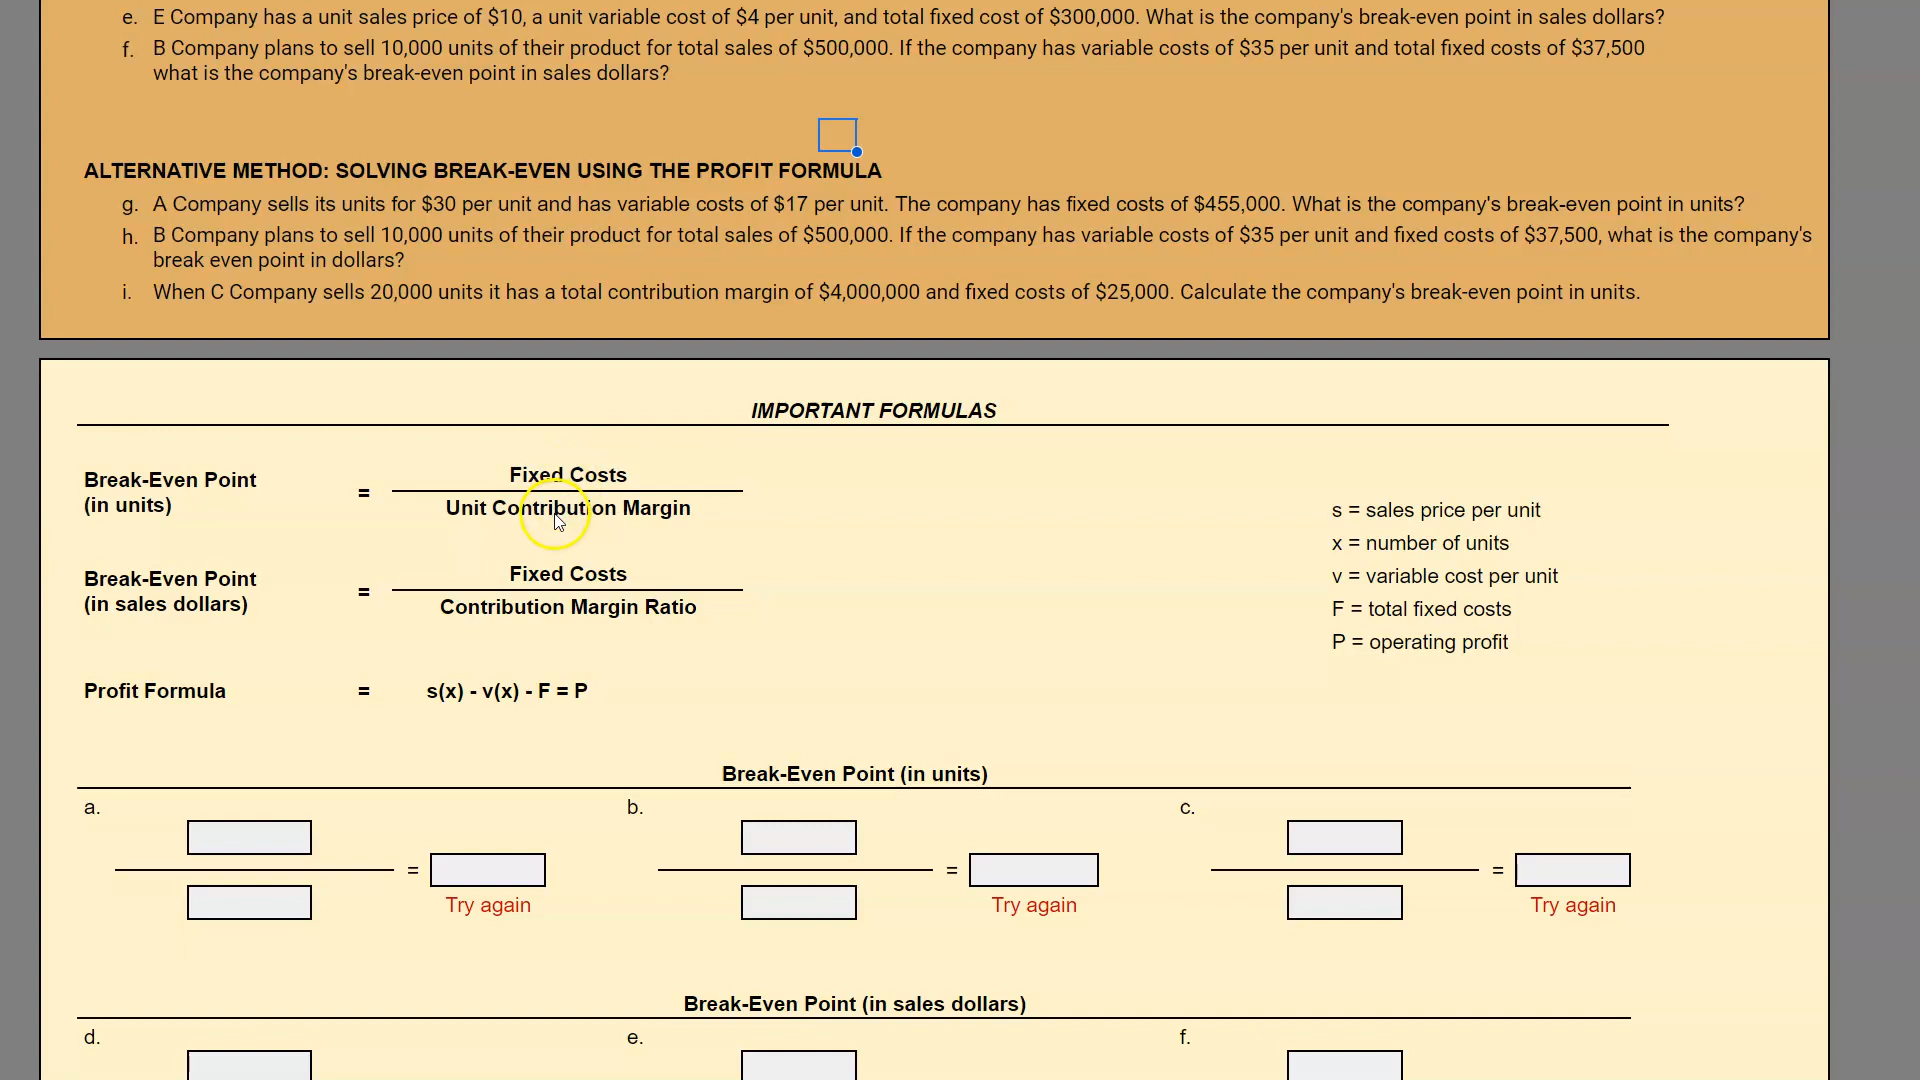 e. E Company has a unit sales price of $10, a unit variable cost of $4 per unit, and total fixed cost of $300,000. What is the company's break-even point in sales dollars?
f. B Company plans to sell 10,000 units of their product for total sales of $500,000. If the company has variable costs of $35 per unit and total fixed costs of $37,500
what is the company's break-even point in sales dollars?
ALTERNATIVE METHOD: SOLVING BREAK-EVEN USING THE PROFIT FORMULA
g. A Company sells its units for $30 per unit and has variable costs of $17 per unit. The company has fixed costs of $455,000. What is the company's break-even point in units?
h. B Company plans to sell 10,000 units of their product for total sales of $500,000. If the company has variable costs of $35 per unit and fixed costs of $37,500, what is the company's
break even point in dollars?
i. When C Company sells 20,000 units it has a total contribution margin of $4,000,000 and fixed costs of $25,000. Calculate the company's break-even point in units.
IMPORTANT FORMULAS
Break-Even Point
(in units)
=
Fixed Costs
Unit Contribution Margin
Break-Even Point
(in sales dollars)
=
Fixed Costs
Contribution Margin Ratio
Profit Formula = s(x) - v(x) - F = P
s = sales price per unit
x = number of units
v = variable cost per unit
F = total fixed costs
P = operating profit
Break-Even Point (in units)
a. b. c.
= = =
Try again Try again Try again
Break-Even Point (in sales dollars)
d. e. f.